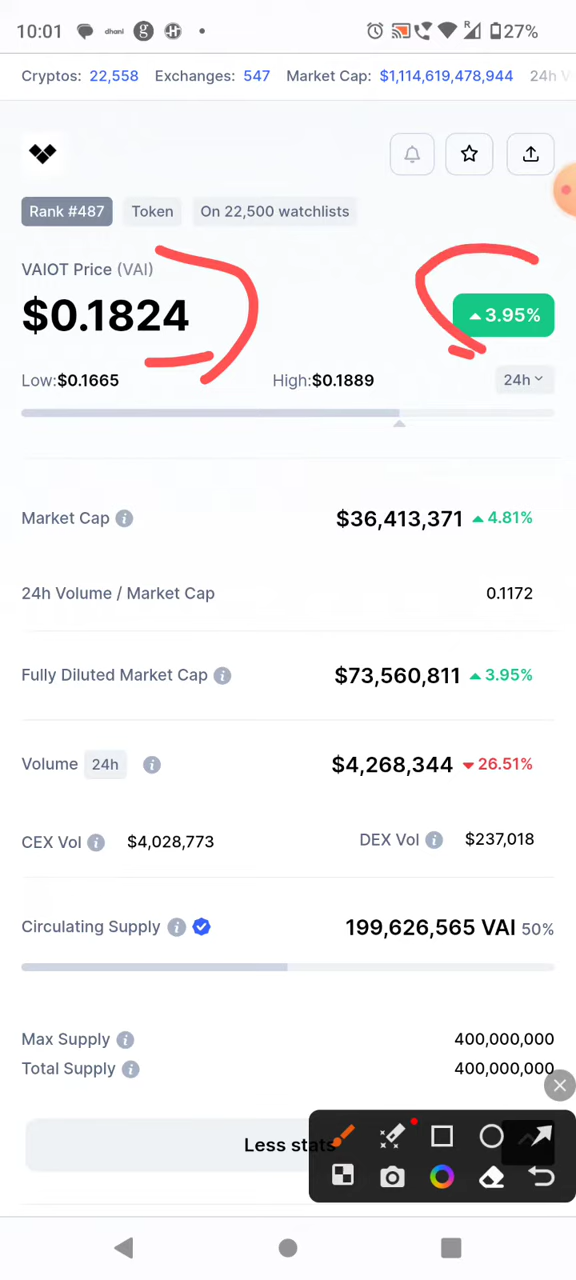 10:01 dhani g H R 27%
Cryptos: 22,558 Exchanges: 547 Market Cap: $1,114,619,478,944 24h V
Rank #487 Token On 22,500 watchlists
VAIOT Price (VAI)
$0.1824 3.95%
Low:$0.1665 High:$0.1889 24h
Market Cap $36,413,371 4.81%
24h Volume / Market Cap 0.1172
Fully Diluted Market Cap $73,560,811 3.95%
Volume 24h $4,268,344 26.51%
CEX Vol $4,028,773 DEX Vol $237,018
Circulating Supply 199,626,565 VAI 50%
Max Supply 400,000,000
Total Supply 400,000,000
Less stats